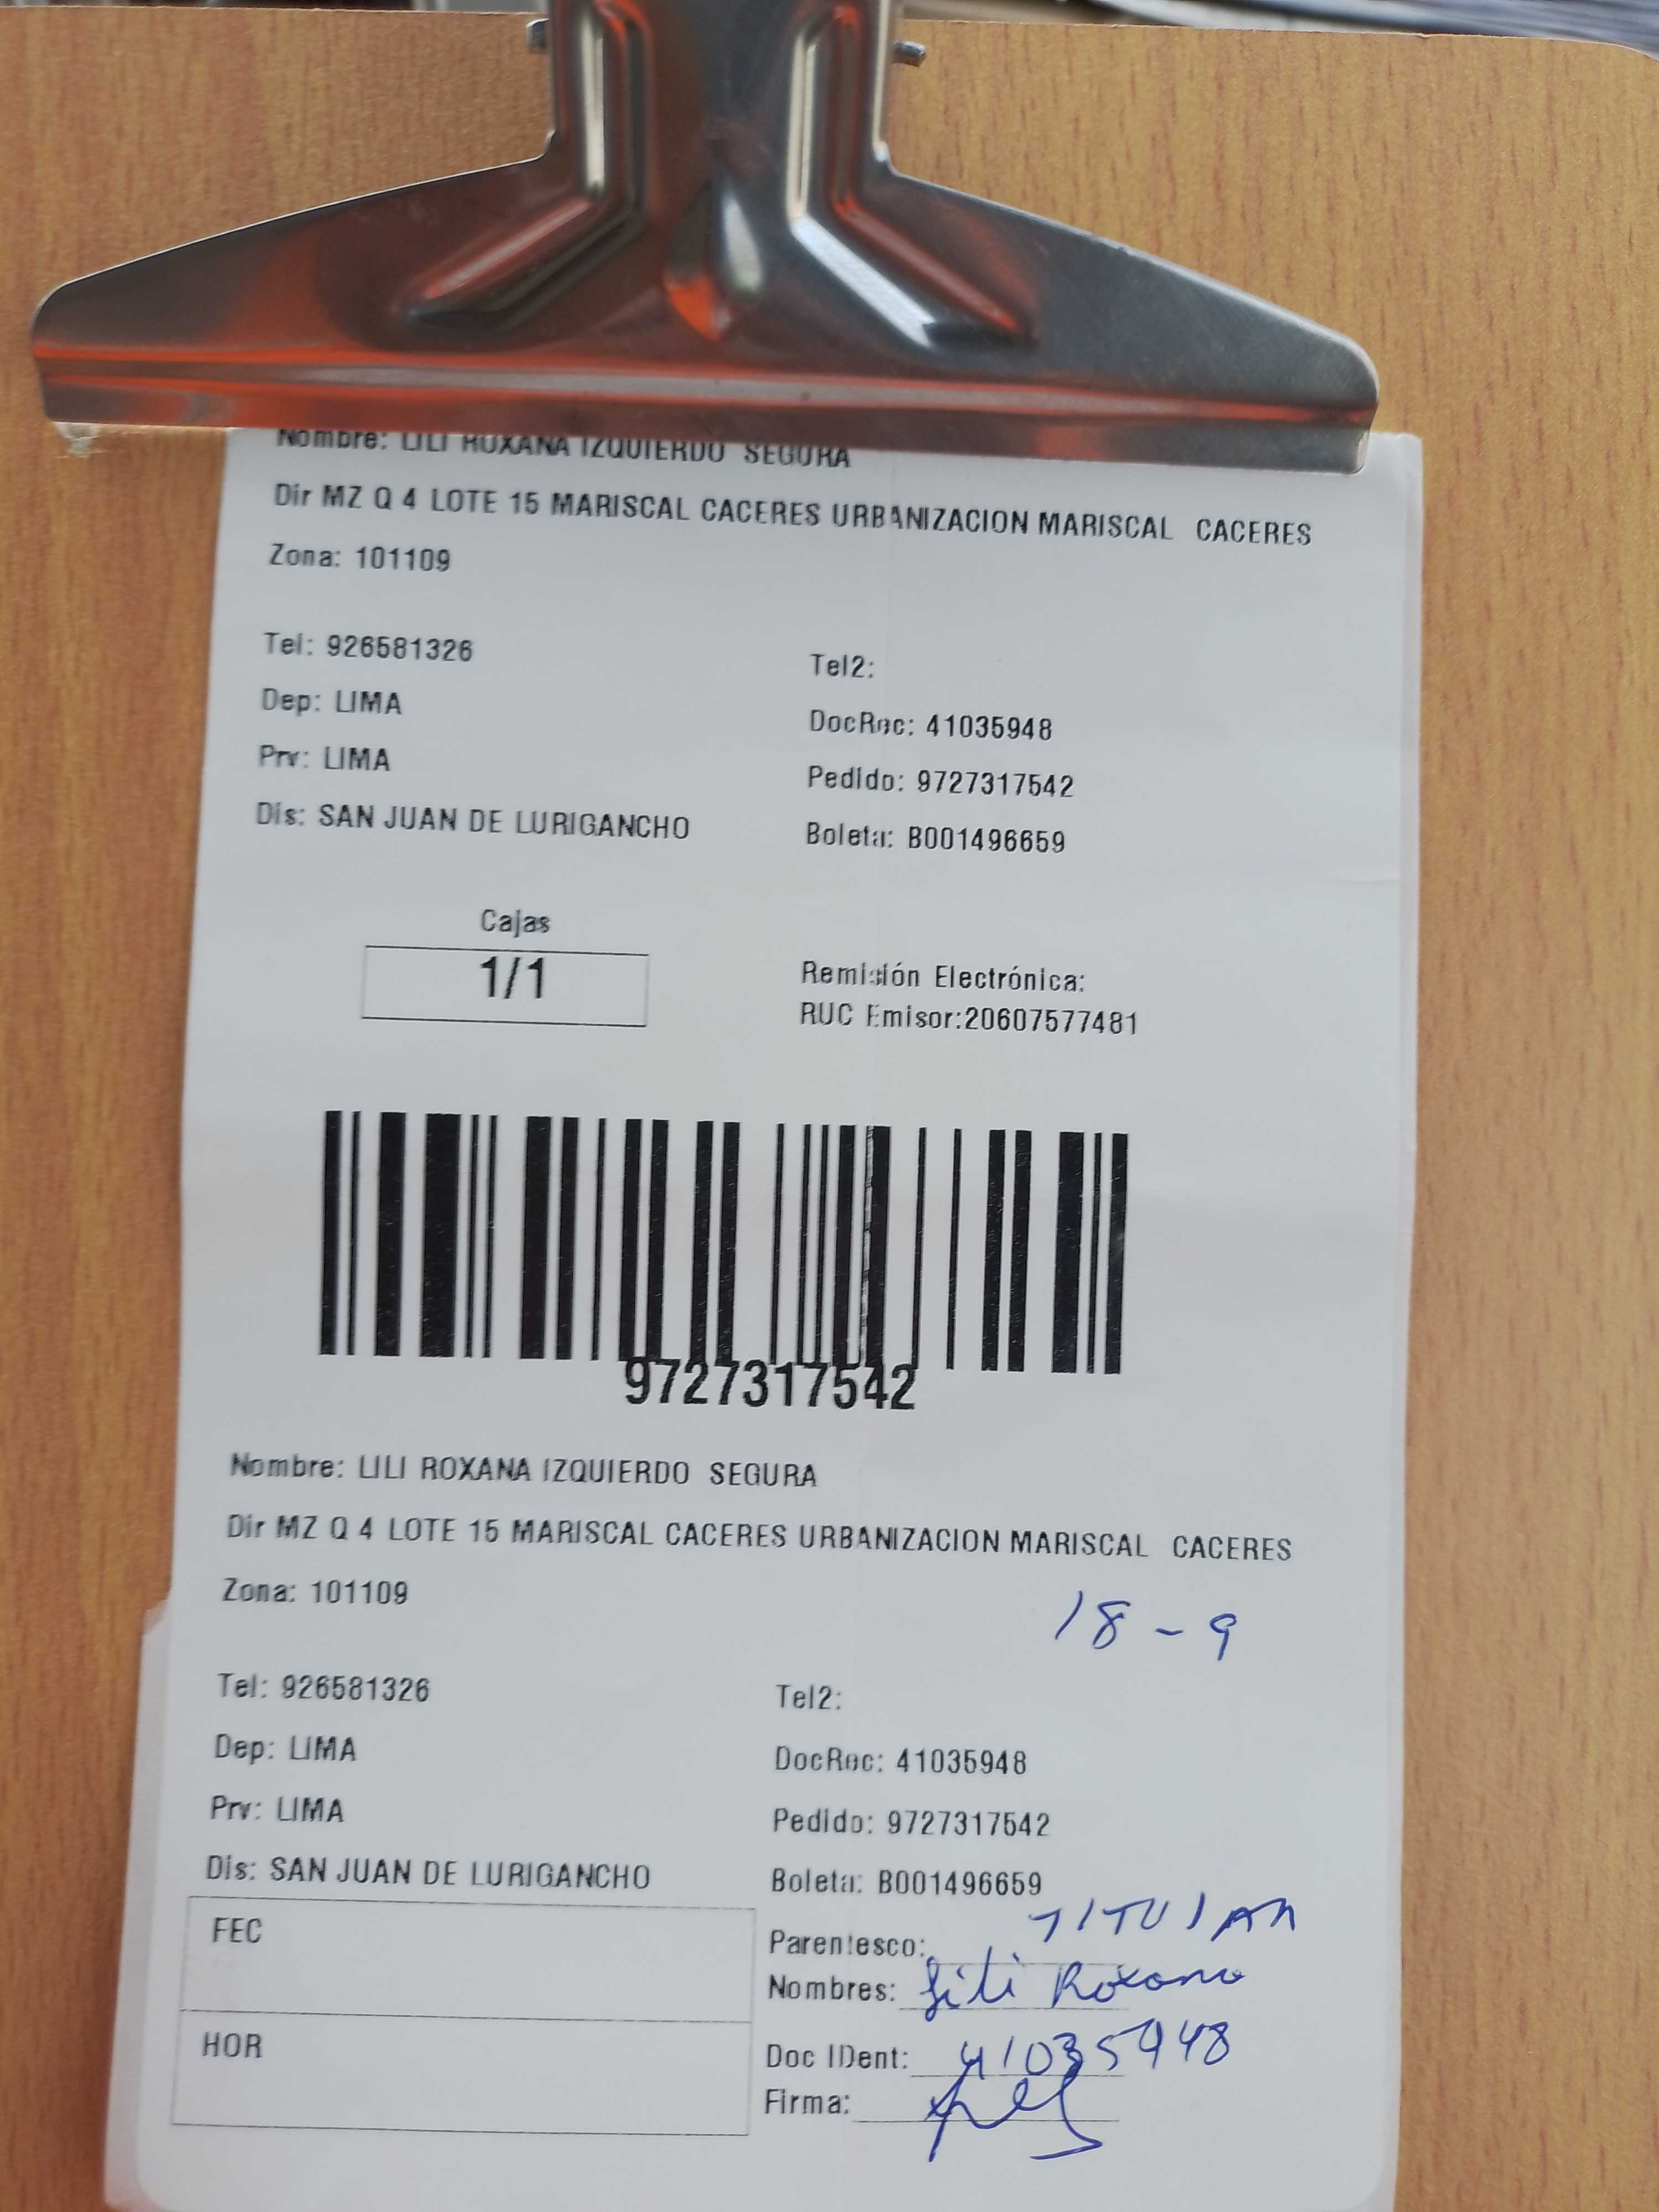 Nombre: LILI ROXANA IZQUIERDO SEGURA
Dir MZ Q 4 LOTE 15 MARISCAL CACERES URBANIZACION MARISCAL CACERES
Zona: 101109
Tel: 926581326
Tel2:
Dep: LIMA
DocRec: 41035948
Prv: LIMA
Pedido: 9727317542
Dis: SAN JUAN DE LURIGANCHO
Boleta: B001496659
Cajas
1/1
Remisión Electrónica:
RUC Emisor:20607577481
9727317542
Nombre: LILI ROXANA IZQUIERDO SEGURA
Dir MZ Q 4 LOTE 15 MARISCAL CACERES URBANIZACION MARISCAL CACERES
Zona: 101109
18-9
Tel: 926581326
Tel2:
Dep: LIMA
DocRec: 41035948
Prv: LIMA
Pedido: 9727317542
Dis: SAN JUAN DE LURIGANCHO
Boleta: B001496659
FEC
Parentesco: TITULAR
Nombres: Lili Roxana
HOR
Doc IDent: 41035948
Firma: